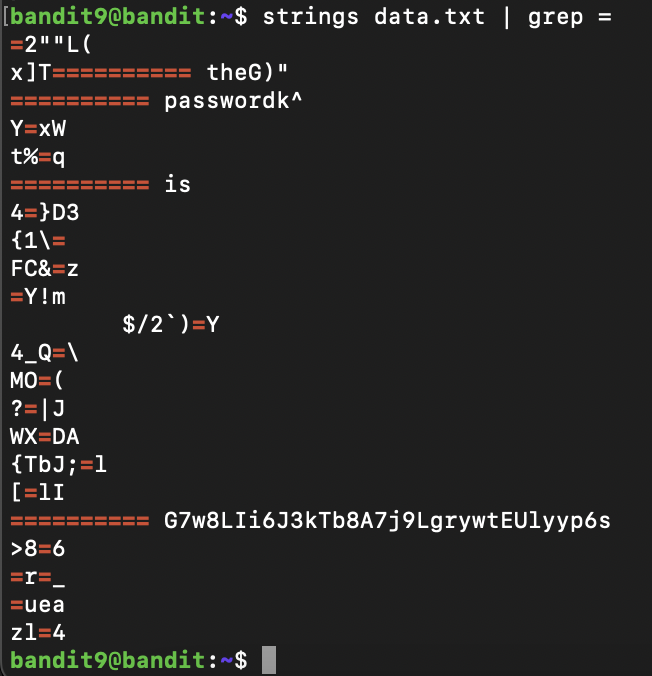 [bandit9@bandit:~$ strings data.txt | grep =
=2""L(
x]T========== theG)"
========== passwordk^
Y=xW
t%=q
========== is
4=}D3
{1\=
FC&=z
=Y!m
        $/2`)=Y
4_Q=\
MO=(
?=|J
WX=DA
{TbJ;=l
[=lI
========== G7w8LIi6J3kTb8A7j9LgrywtEUlyyp6s
>8=6
=r=_
=uea
zl=4
bandit9@bandit:~$